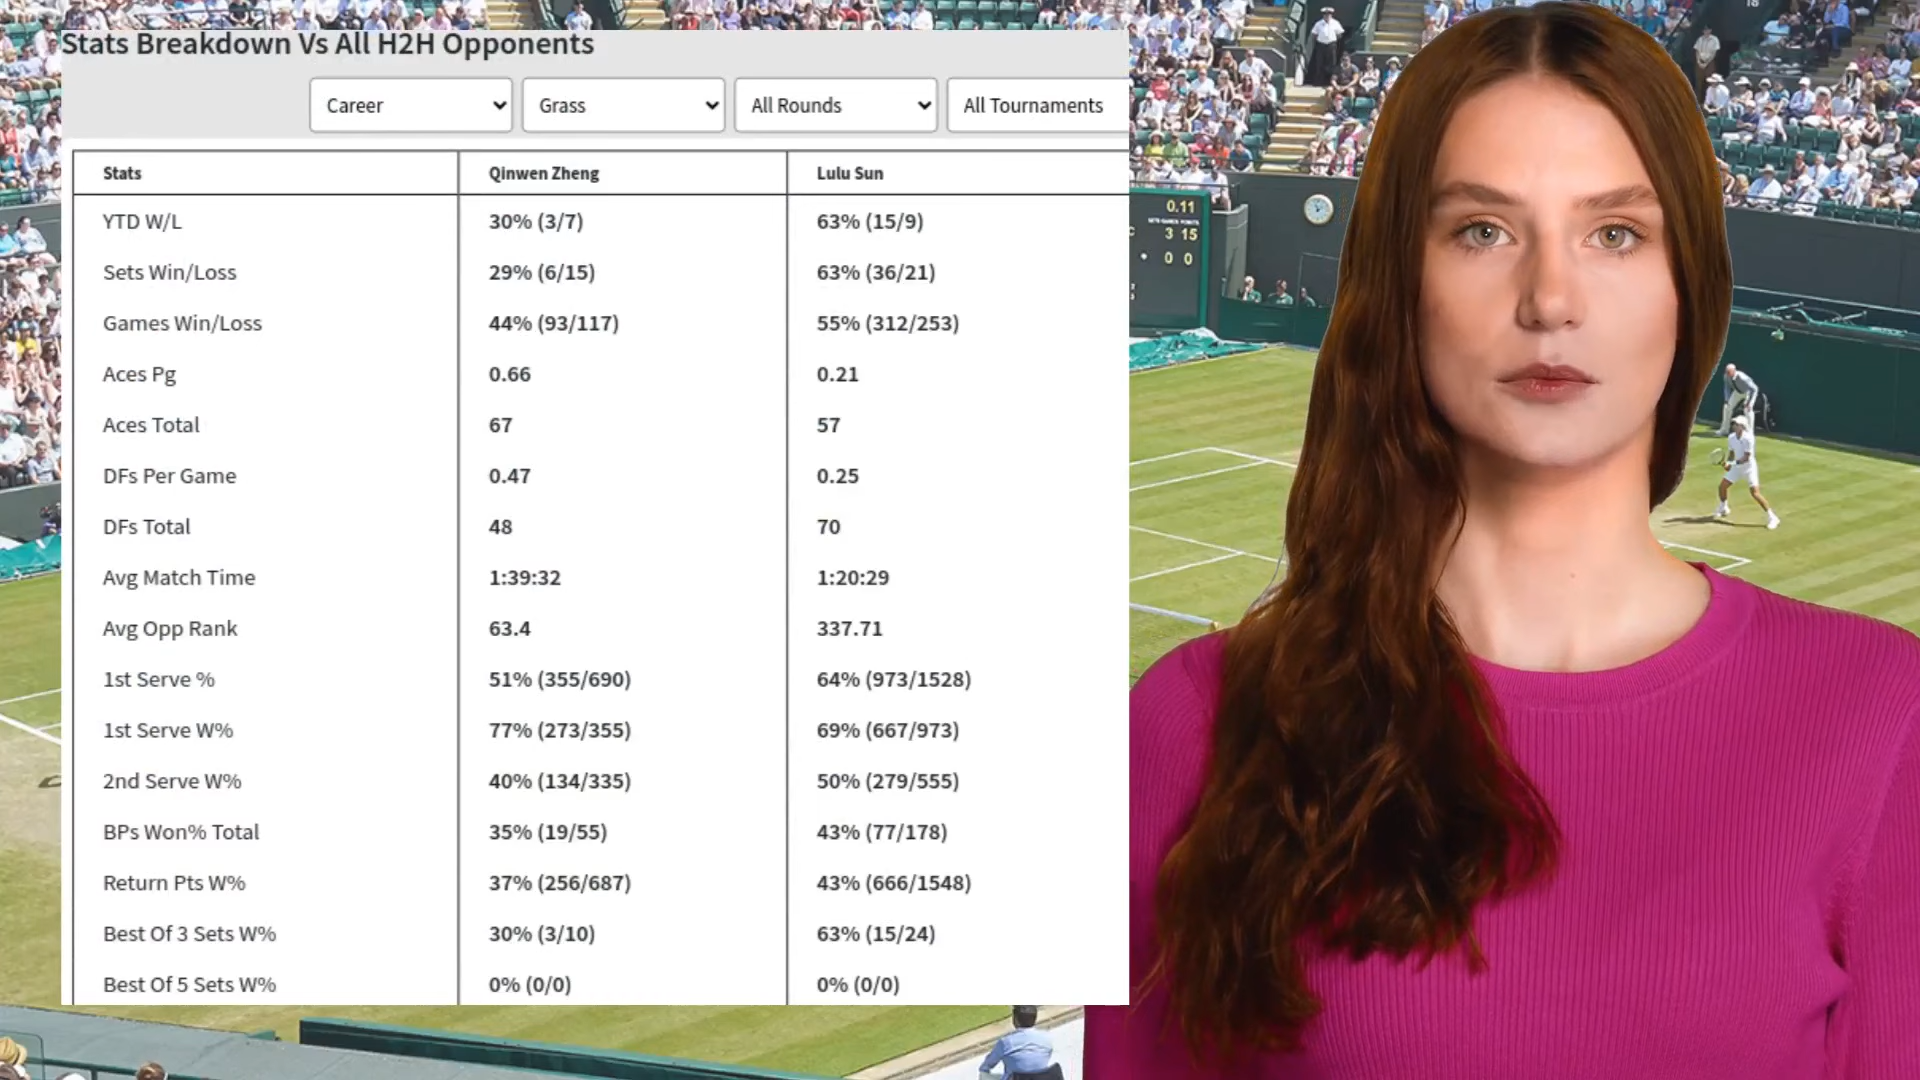 Stats Breakdown Vs All H2H Opponents
Career Grass All Rounds All Tournaments
Stats Qinwen Zheng Lulu Sun
YTD W/L 30% (3/7) 63% (15/9)
Sets Win/Loss 29% (6/15) 63% (36/21)
Games Win/Loss 44% (93/117) 55% (312/253)
Aces Pg 0.66 0.21
Aces Total 67 57
DFs Per Game 0.47 0.25
DFs Total 48 70
Avg Match Time 1:39:32 1:20:29
Avg Opp Rank 63.4 337.71
1st Serve % 51% (355/690) 64% (973/1528)
1st Serve W% 77% (273/355) 69% (667/973)
2nd Serve W% 40% (134/335) 50% (279/555)
BPs Won% Total 35% (19/55) 43% (77/178)
Return Pts W% 37% (256/687) 43% (666/1548)
Best Of 3 Sets W% 30% (3/10) 63% (15/24)
Best Of 5 Sets W% 0% (0/0) 0% (0/0)
18
0.11
3 15
0 0